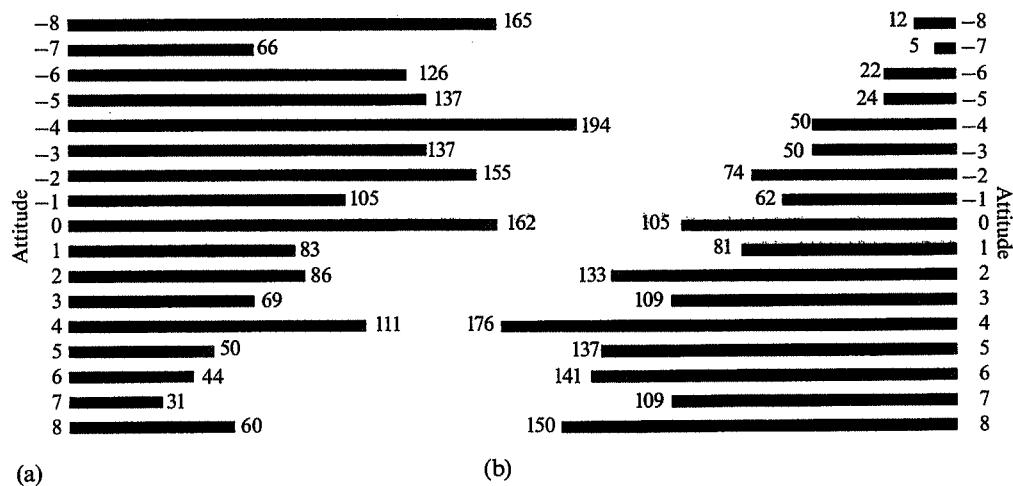 −8 165 12 −8
−7 66 5 −7
−6 126 22 −6
−5 137 24 −5
−4 194 50 −4
−3 137 50 −3
−2 155 74 −2
−1 105 62 −1
Attitude
Attitude
0 162 105 0
1 83 81 1
2 86 133 2
3 69 109 3
4 111 176 4
5 50 137 5
6 44 141 6
7 31 109 7
8 60 150 8
(a) (b)